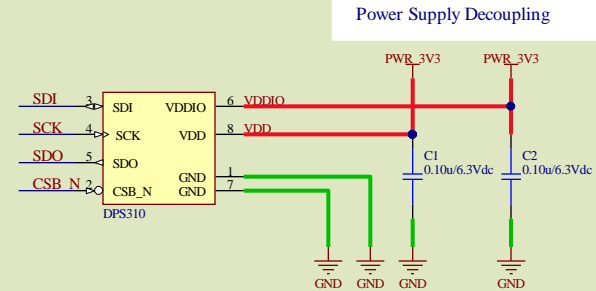 Power Supply Decoupling
PWR_3V3 PWR_3V3
SDI 3 SDI VDDIO 6 VDDIO
SCK 4 SCK VDD 8 VDD
SDO 5 SDO
C1 C2
0.10u/6.3Vdc 0.10u/6.3Vdc
GND 1
CSB_N 2 CSB_N GND 7
DPS310
GND GND GND GND